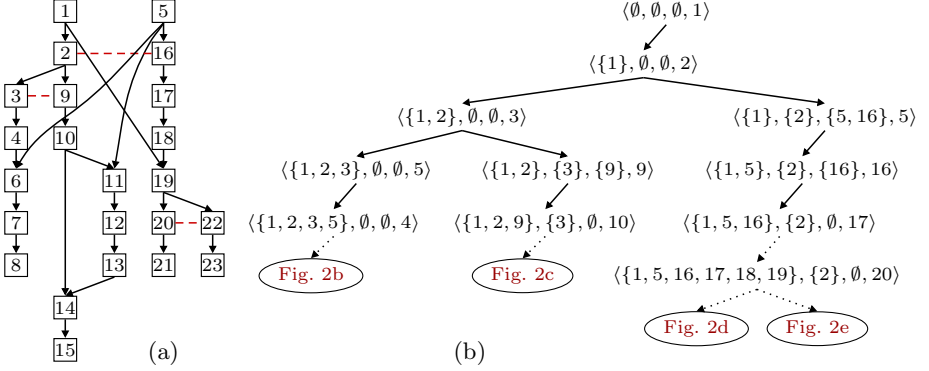 1 5 ⟨∅, ∅, ∅, 1⟩
2 16 ⟨{1}, ∅, ∅, 2⟩
3 9 17 ⟨{1, 2}, ∅, ∅, 3⟩ ⟨{1}, {2}, {5, 16}, 5⟩
4 10 18
6 11 19 ⟨{1, 2, 3}, ∅, ∅, 5⟩ ⟨{1, 2}, {3}, {9}, 9⟩ ⟨{1, 5}, {2}, {16}, 16⟩
7 12 20 22 ⟨{1, 2, 3, 5}, ∅, ∅, 4⟩ ⟨{1, 2, 9}, {3}, ∅, 10⟩ ⟨{1, 5, 16}, {2}, ∅, 17⟩
8 13 21 23 Fig. 2b Fig. 2c ⟨{1, 5, 16, 17, 18, 19}, {2}, ∅, 20⟩
14 Fig. 2d Fig. 2e
15 (a) (b)